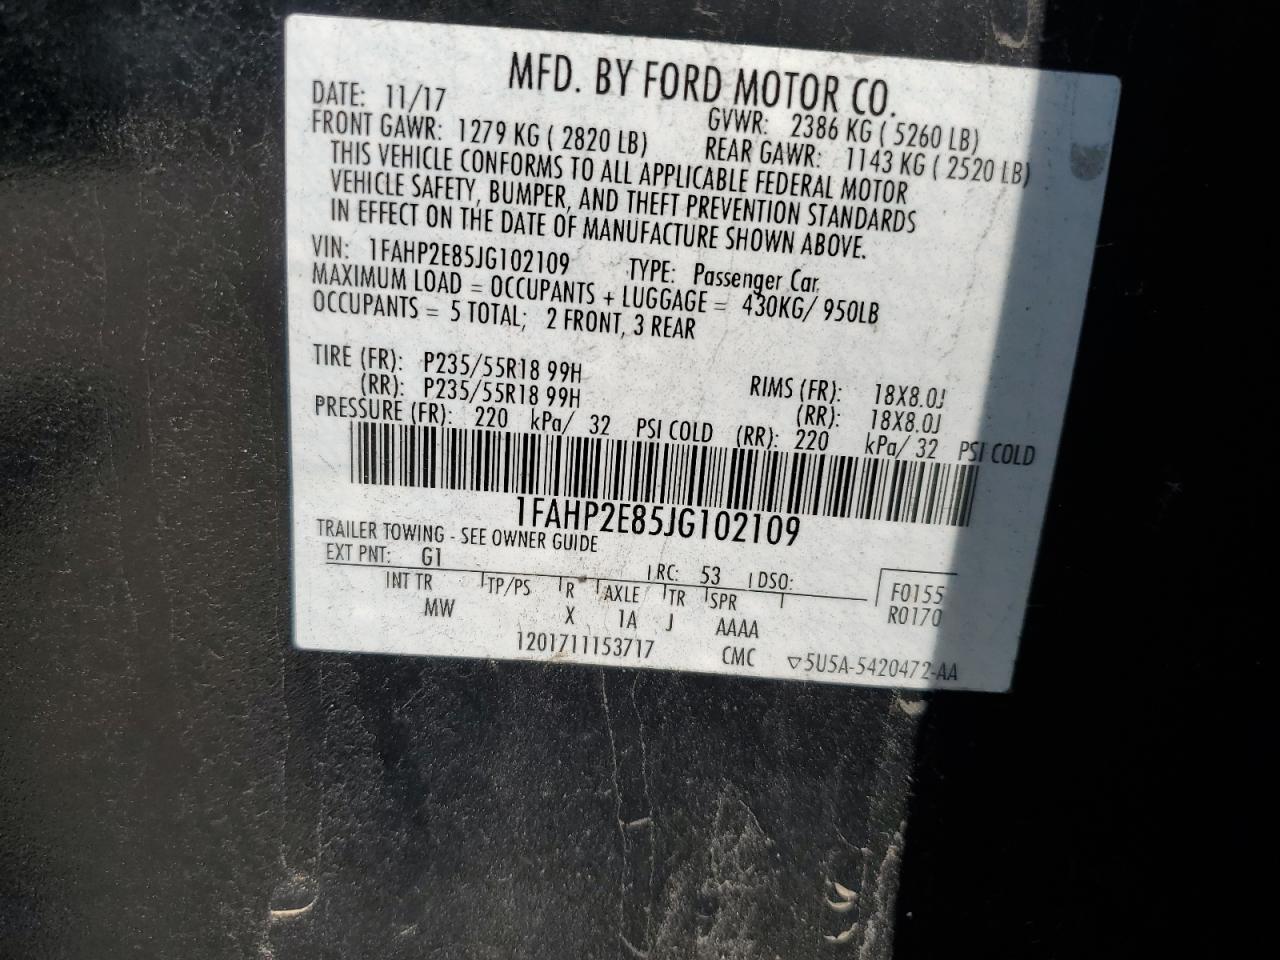 MFD. BY FORD MOTOR CO.
DATE: 11/17 GVWR: 2386 KG ( 5260 LB)
FRONT GAWR: 1279 KG ( 2820 LB) REAR GAWR: 1143 KG ( 2520 LB)
THIS VEHICLE CONFORMS TO ALL APPLICABLE FEDERAL MOTOR
VEHICLE SAFETY, BUMPER, AND THEFT PREVENTION STANDARDS
IN EFFECT ON THE DATE OF MANUFACTURE SHOWN ABOVE.
VIN: 1FAHP2E85JG102109 TYPE: Passenger Car,
MAXIMUM LOAD = OCCUPANTS + LUGGAGE = 430KG/ 950LB
OCCUPANTS = 5 TOTAL; 2 FRONT, 3 REAR
TIRE (FR): P235/55R18 99H RIMS (FR): 18X8.0J
(RR): P235/55R18 99H (RR): 18X8.0J
PRESSURE (FR): 220 kPa/ 32 PSI COLD (RR): 220 kPa/ 32 PSI COLD
1FAHP2E85JG102109
TRAILER TOWING - SEE OWNER GUIDE
EXT PNT: G1 RC: 53 DSO: F0155
INT TR TP/PS R AXLE TR SPR R0170
MW X 1A J AAAA
1201711153717 CMC ▽5U5A-5420472-AA